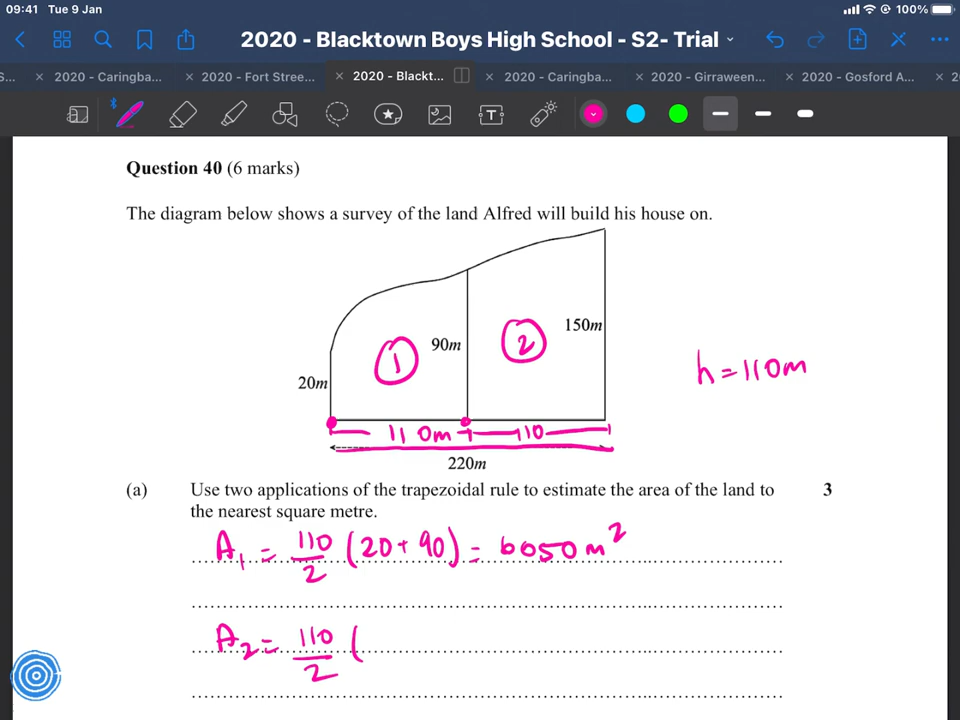 09:41 Tue 9 Jan 100%
2020 - Blacktown Boys High School - S2- Trial
S... 2020 - Caringba... 2020 - Fort Stree... 2020 - Blackt... 2020 - Caringba... 2020 - Girraween... 2020 - Gosford A... 2
T
Question 40 (6 marks)
The diagram below shows a survey of the land Alfred will build his house on.
150m
90m
1
2
h = 110m
20m
110m 110
220m
(a) Use two applications of the trapezoidal rule to estimate the area of the land to 3
the nearest square metre.
A₁ = 110/2 (20 + 90) = 6050 m²
A₂ = 110/2 (